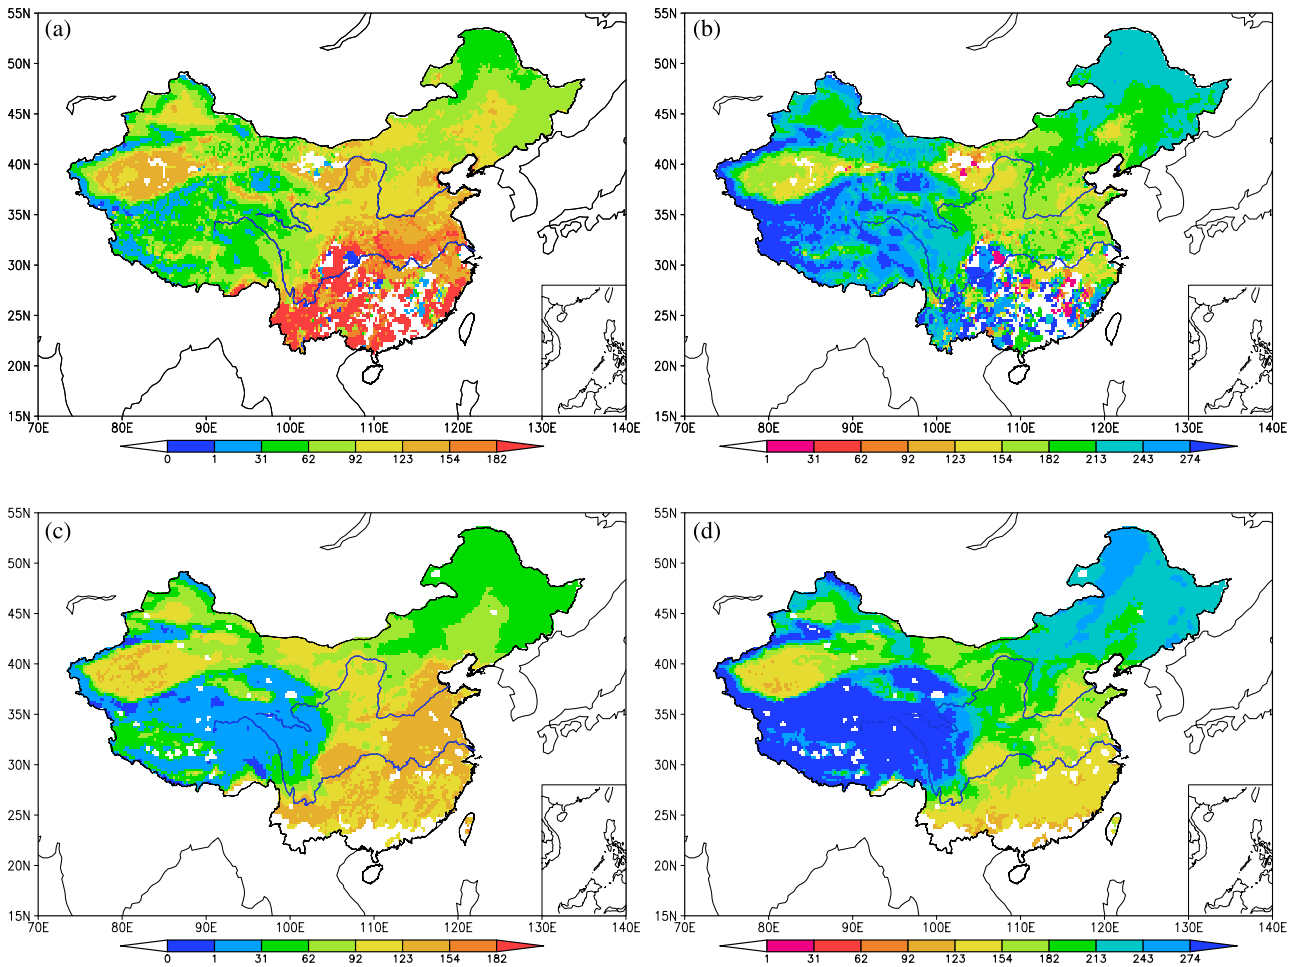 (a)
55N
50N
45N
40N
35N
30N
25N
20N
15N
70E 80E 90E 100E 110E 120E 130E 140E
0 1 31 62 92 123 154 182
(b)
55N
50N
45N
40N
35N
30N
25N
20N
15N
70E 80E 90E 100E 110E 120E 130E 140E
1 31 62 92 123 154 182 213 243 274
(c)
55N
50N
45N
40N
35N
30N
25N
20N
15N
70E 80E 90E 100E 110E 120E 130E 140E
0 1 31 62 92 123 154 182
(d)
55N
50N
45N
40N
35N
30N
25N
20N
15N
70E 80E 90E 100E 110E 120E 130E 140E
1 31 62 92 123 154 182 213 243 274